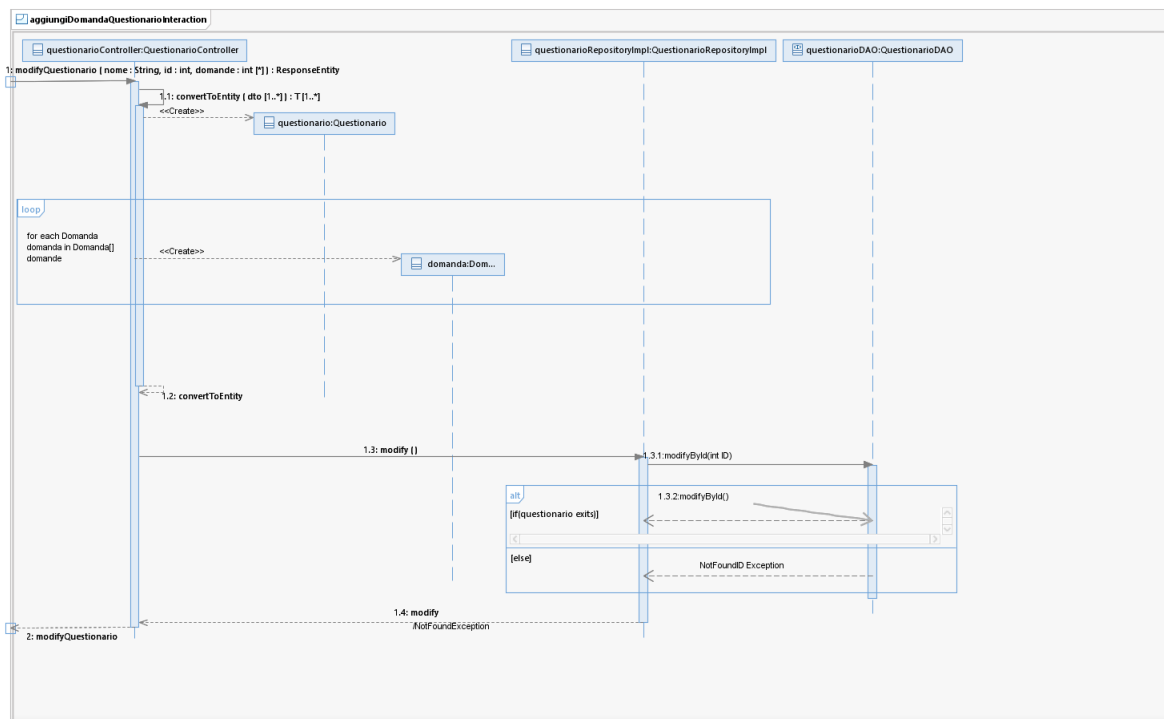 aggiungiDomandaQuestionarioInteraction
questionarioController:QuestionarioController
questionarioRepositoryImpl:QuestionarioRepositoryImpl
questionarioDAO:QuestionarioDAO
1: modifyQuestionario ( nome : String, id : int, domande : int [*] ) : ResponseEntity
1.1: convertToEntity ( dto [1..*] ) : T [1..*]
<<Create>>
questionario:Questionario
loop
for each Domanda
domanda in Domanda[]
domande
<<Create>>
domanda:Dom...
1.2: convertToEntity
1.3: modify ()
1.3.1:modifyById(int ID)
alt
1.3.2:modifyById()
[if(questionario exits)]
[else]
NotFoundID Exception
1.4: modify
/NotFoundException
2: modifyQuestionario